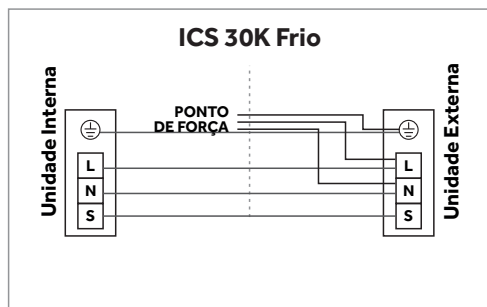 ICS 30K Frio
Unidade Interna
PONTO
DE FORÇA
L
N
S
L
N
S
Unidade Externa